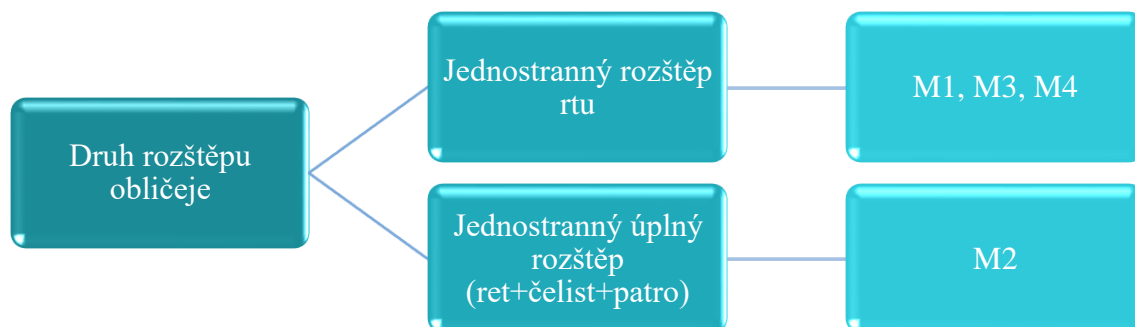 Druh rozštěpu
obličeje
Jednostranný rozštěp
rtu
M1, M3, M4
Jednostranný úplný
rozštěp
(ret+čelist+patro)
M2